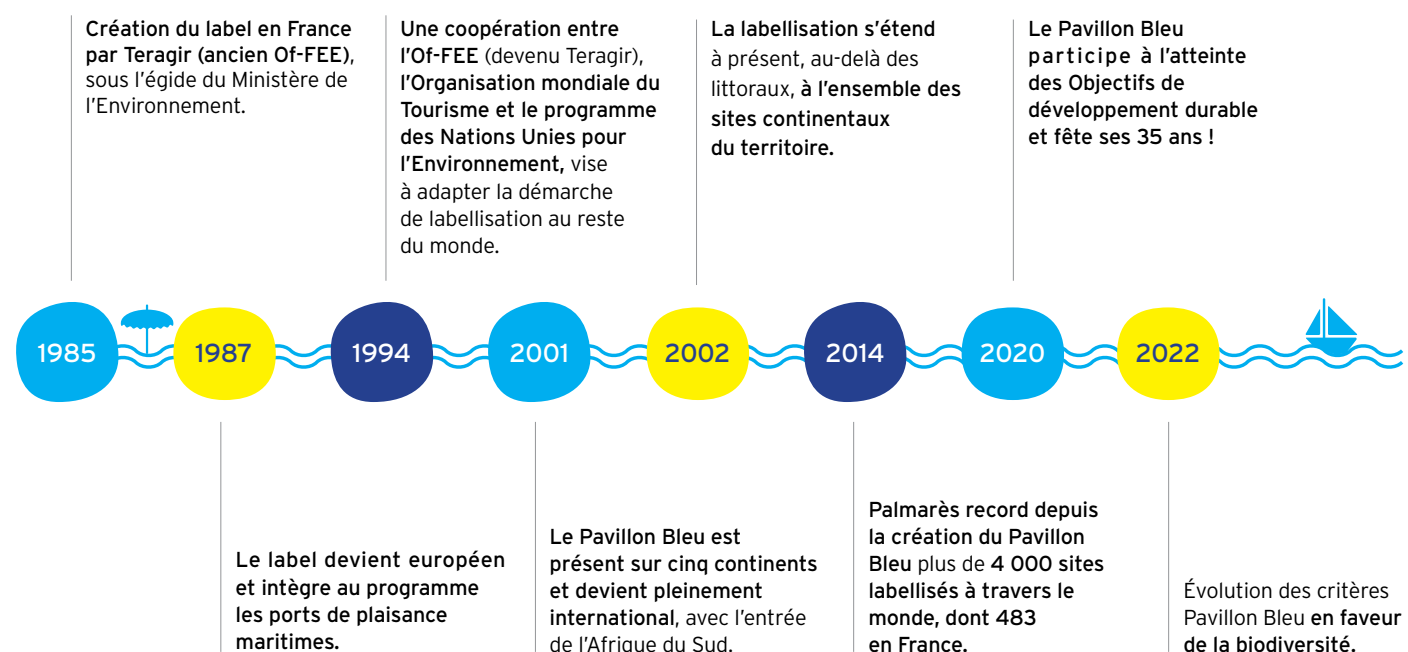 Création du label en France
par Teragir (ancien Of-FEE),
sous l'égide du Ministère de
l'Environnement.
Une coopération entre
l'Of-FEE (devenu Teragir),
l'Organisation mondiale du
Tourisme et le programme
des Nations Unies pour
l'Environnement, vise
à adapter la démarche
de labellisation au reste
du monde.
La labellisation s'étend
à présent, au-delà des
littoraux, à l'ensemble des
sites continentaux
du territoire.
Le Pavillon Bleu
participe à l'atteinte
des Objectifs de
développement durable
et fête ses 35 ans !
1985
1987
1994
2001
2002
2014
2020
2022
Le label devient européen
et intègre au programme
les ports de plaisance
maritimes.
Le Pavillon Bleu est
présent sur cinq continents
et devient pleinement
international, avec l'entrée
de l'Afrique du Sud.
Palmarès record depuis
la création du Pavillon
Bleu plus de 4 000 sites
labellisés à travers le
monde, dont 483
en France.
Évolution des critères
Pavillon Bleu en faveur
de la biodiversité.